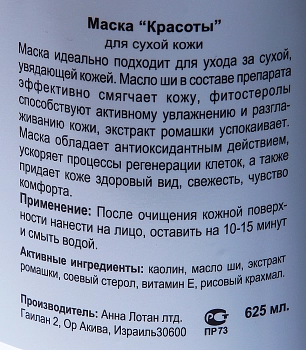 Маска “Красоты”
для сухой кожи
Маска идеально подходит для ухода за сухой,
увядающей кожей. Масло ши в составе препарата
эффективно смягчает кожу, фитостеролы
способствуют активному увлажнению и разгла-
живанию кожи, экстракт ромашки успокаивает.
Маска обладает антиоксидантным действием,
ускоряет процессы регенерации клеток, а также
придает коже здоровый вид, свежесть, чувство
комфорта.
Применение: После очищения кожной поверх-
ности нанести на лицо, оставить на 10-15 минут
и смыть водой.
Активные ингредиенты: каолин, масло ши, экстракт
ромашки, соевый стерол, витамин Е, рисовый крахмал.
Производитель: Анна Лотан лтд.
Гаилан 2, Ор Акива, Израиль30600
ПР73
625 мл.